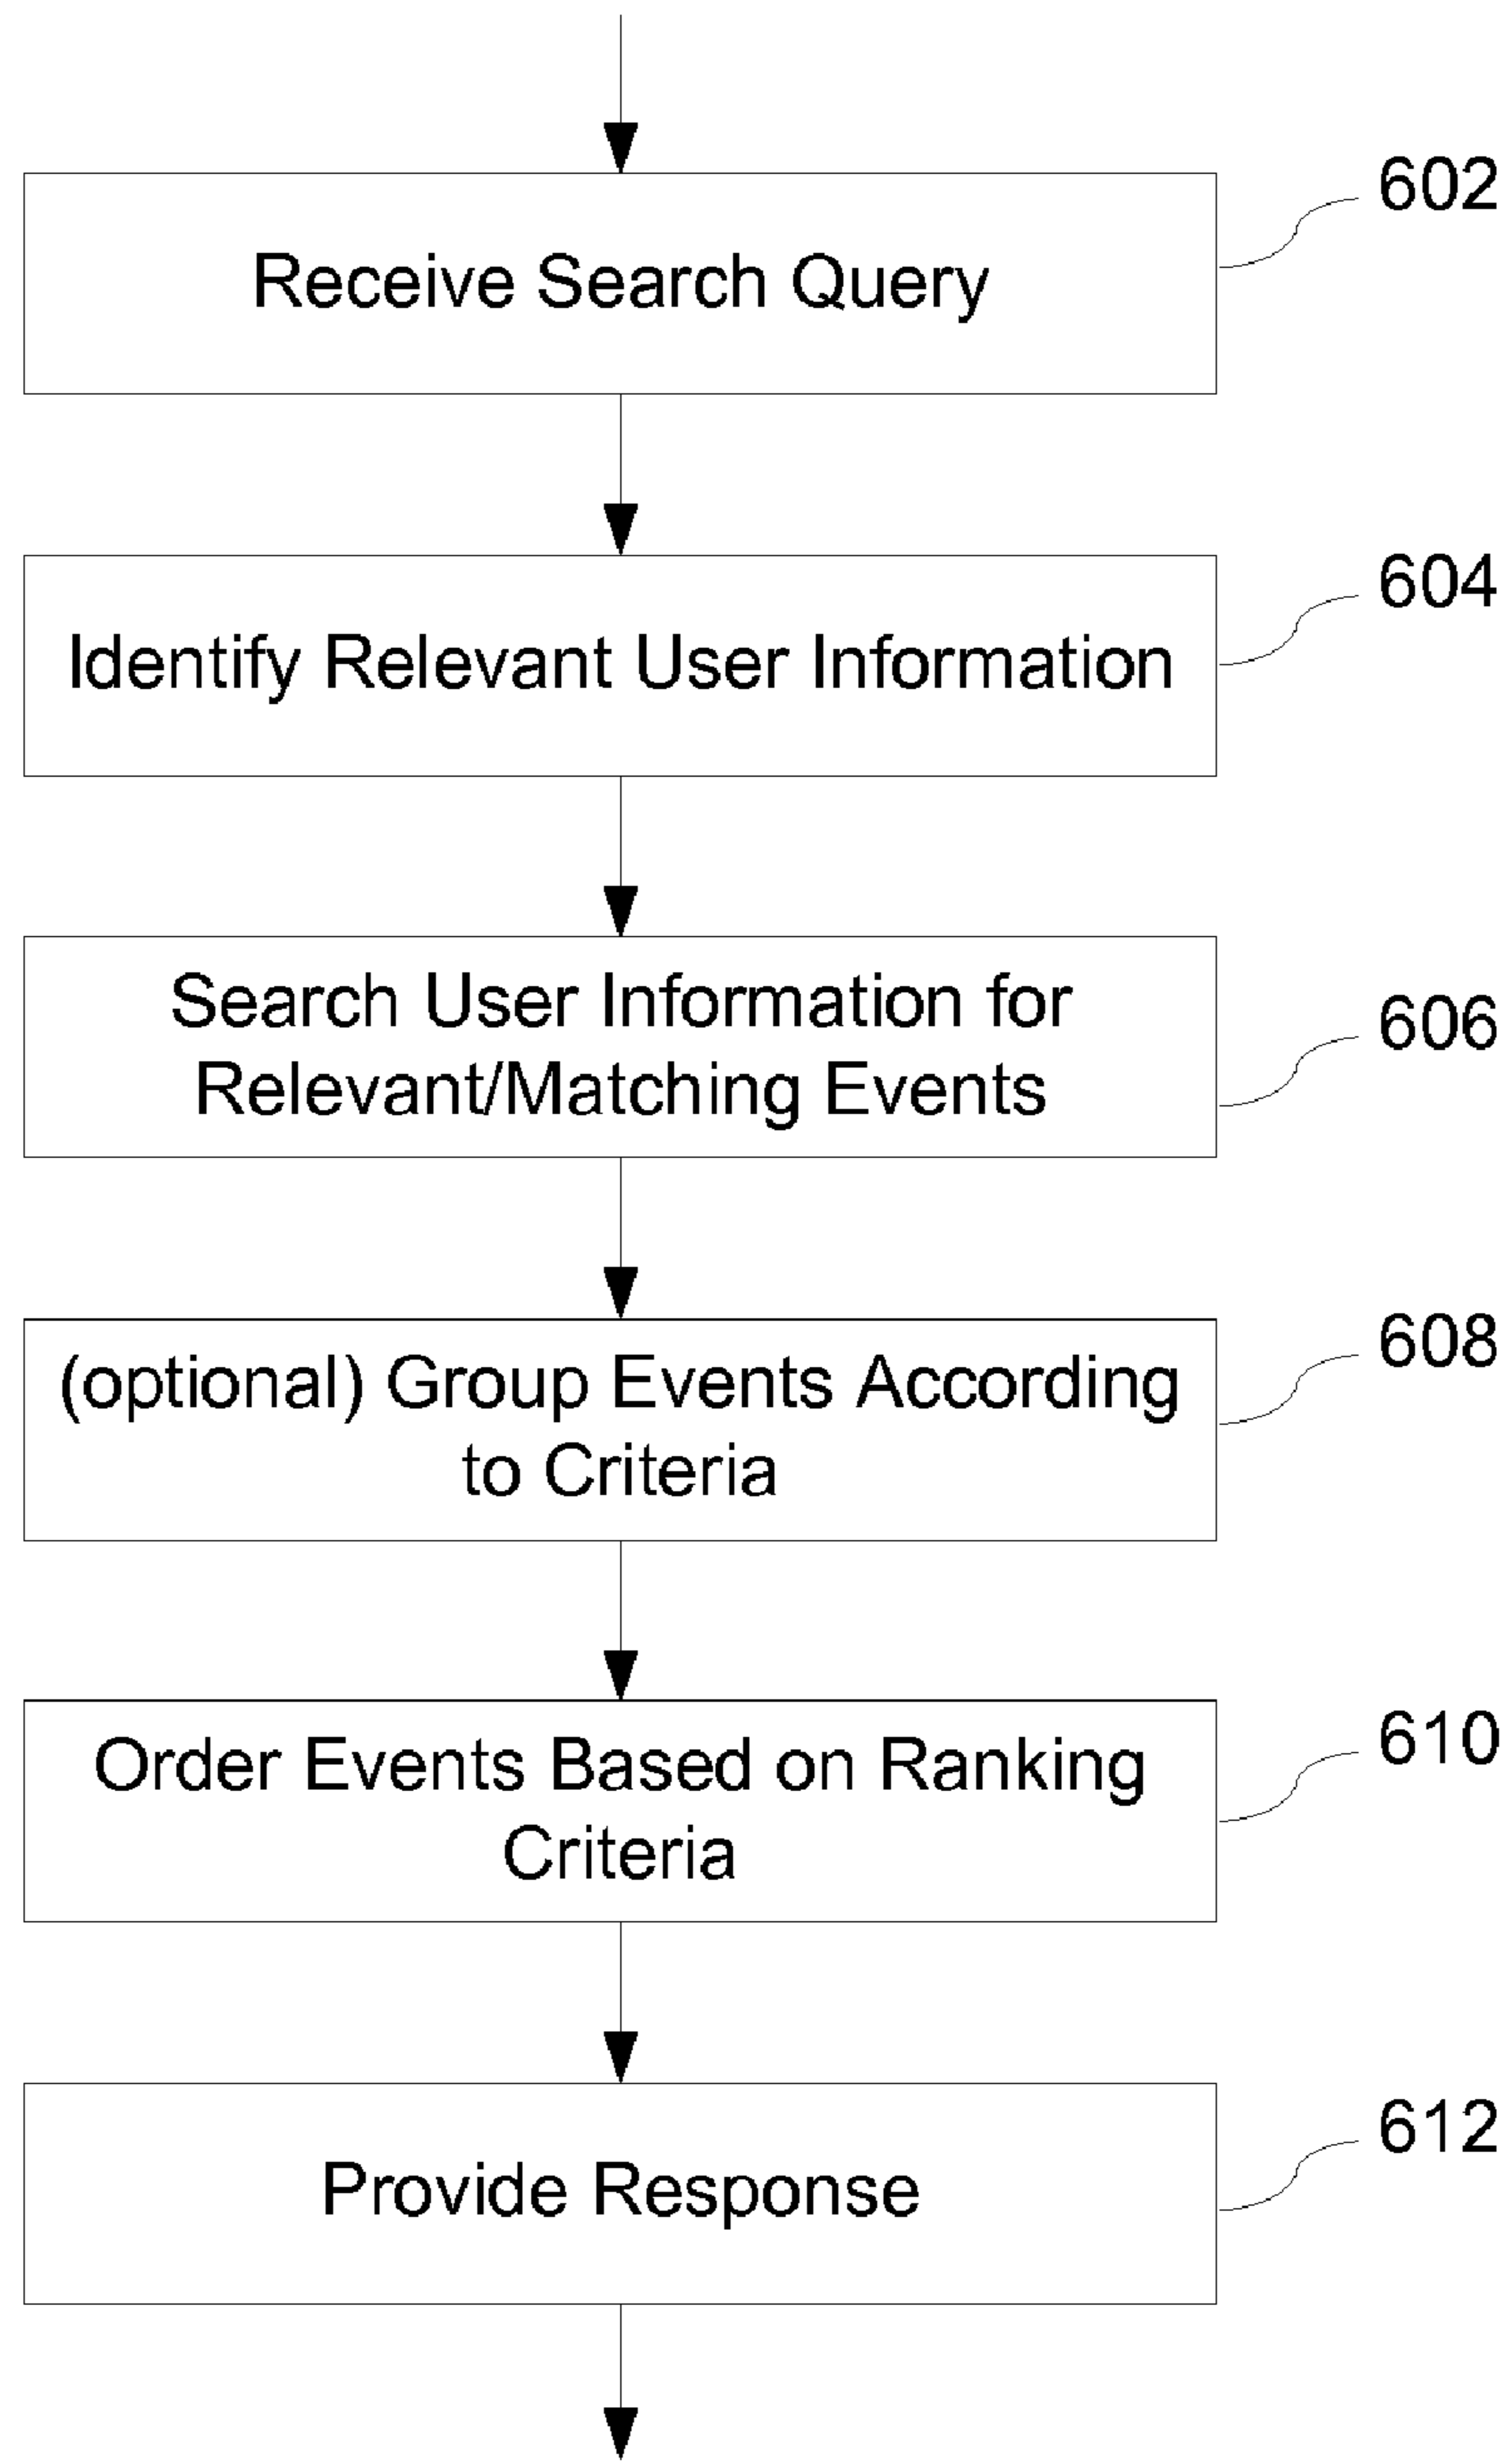 602
Receive Search Query
604
Identify Relevant User Information
Search User Information for
606
Relevant/Matching Events
608
(optional) Group Events According
to Criteria
610
Order Events Based on Ranking
Criteria
612
Provide Response